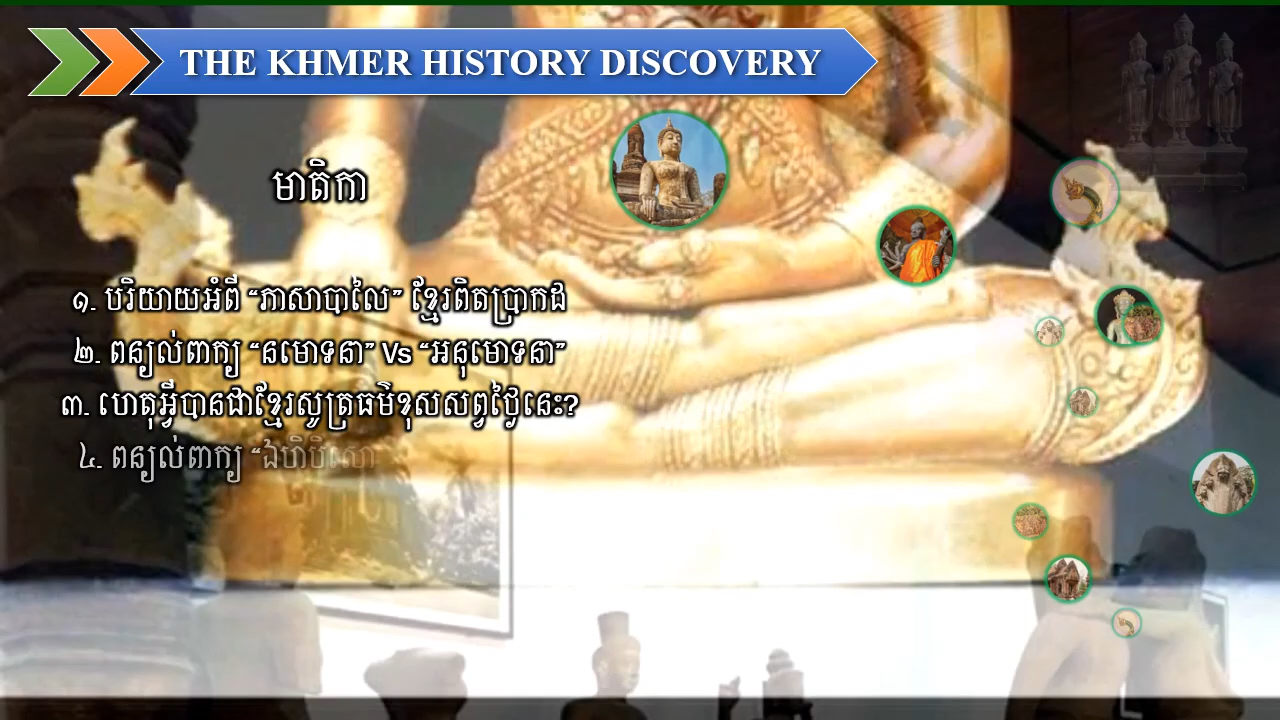 THE KHMER HISTORY DISCOVERY
មាតិកា
១. បរិយាយអំពី “ភាសាបាលៃ” ខ្មែរពិតប្រាកដ
២. ពន្យល់ពាក្យ “នមោទនា” Vs “អនុមោទនា”
៣. ហេតុអ្វីបានជាខ្មែរសូត្រធម៌ខុសសព្វថ្ងៃនេះ?
៤. ពន្យល់ពាក្យ